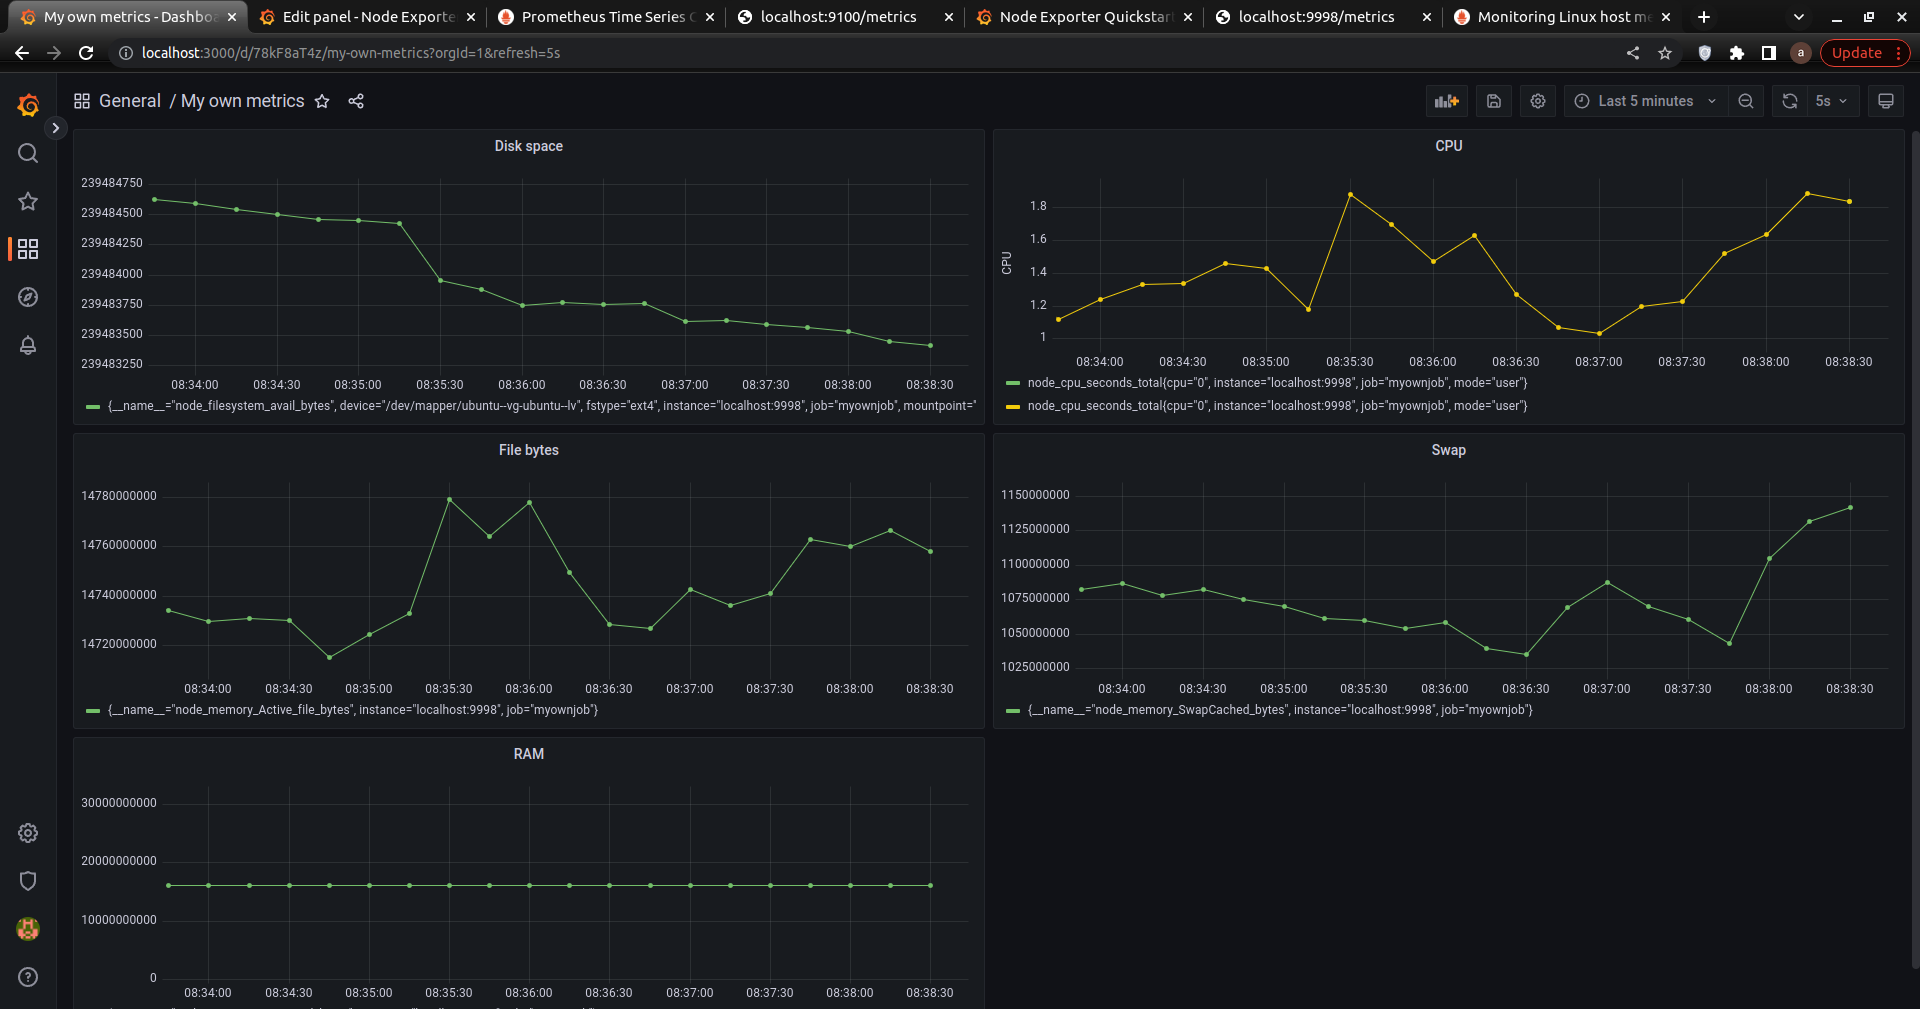 My own metrics - Dashbo
Edit panel - Node Exporte
Prometheus Time Series
localhost:9100/metrics
Node Exporter Quickstar
localhost:9998/metrics
Monitoring Linux host me
localhost:3000/d/78kF8aT4z/my-own-metrics?orgId=1&refresh=5s
a
Update
General / My own metrics
Last 5 minutes
5s
Disk space
239484750
239484500
239484250
239484000
239483750
239483500
239483250
08:34:00 08:34:30 08:35:00 08:35:30 08:36:00 08:36:30 08:37:00 08:37:30 08:38:00 08:38:30
{__name__="node_filesystem_avail_bytes", device="/dev/mapper/ubuntu--vg-ubuntu--lv", fstype="ext4", instance="localhost:9998", job="myownjob", mountpoint="
CPU
CPU
1.8
1.6
1.4
1.2
1
08:34:00 08:34:30 08:35:00 08:35:30 08:36:00 08:36:30 08:37:00 08:37:30 08:38:00 08:38:30
node_cpu_seconds_total{cpu="0", instance="localhost:9998", job="myownjob", mode="user"}
node_cpu_seconds_total{cpu="0", instance="localhost:9998", job="myownjob", mode="user"}
File bytes
14780000000
14760000000
14740000000
14720000000
08:34:00 08:34:30 08:35:00 08:35:30 08:36:00 08:36:30 08:37:00 08:37:30 08:38:00 08:38:30
{__name__="node_memory_Active_file_bytes", instance="localhost:9998", job="myownjob"}
Swap
1150000000
1125000000
1100000000
1075000000
1050000000
1025000000
08:34:00 08:34:30 08:35:00 08:35:30 08:36:00 08:36:30 08:37:00 08:37:30 08:38:00 08:38:30
{__name__="node_memory_SwapCached_bytes", instance="localhost:9998", job="myownjob"}
RAM
30000000000
20000000000
10000000000
0
08:34:00 08:34:30 08:35:00 08:35:30 08:36:00 08:36:30 08:37:00 08:37:30 08:38:00 08:38:30